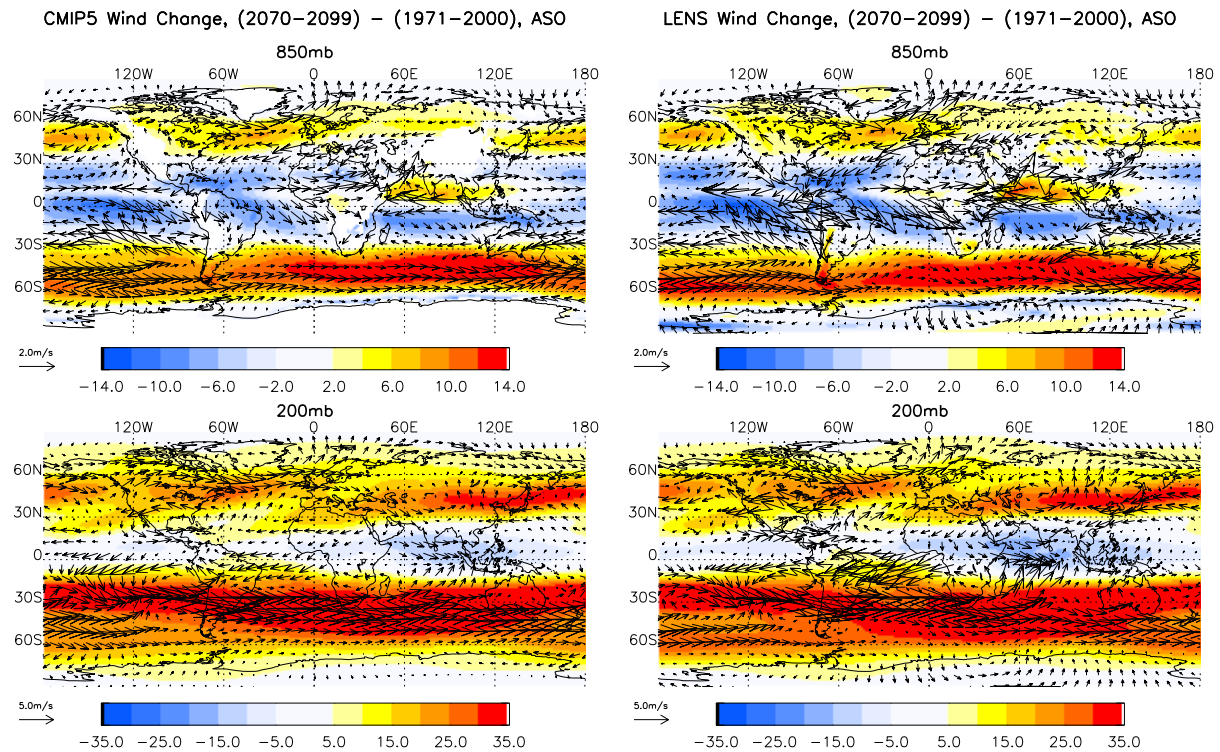 CMIP5 Wind Change, (2070−2099) − (1971−2000), ASO
LENS Wind Change, (2070−2099) − (1971−2000), ASO
850mb
120W 60W 0 60E 120E 180
60N
30N
0
30S
60S
2.0m/s
−14.0 −10.0 −6.0 −2.0 2.0 6.0 10.0 14.0
850mb
120W 60W 0 60E 120E 180
60N
30N
0
30S
60S
2.0m/s
−14.0 −10.0 −6.0 −2.0 2.0 6.0 10.0 14.0
200mb
120W 60W 0 60E 120E 180
60N
30N
0
30S
60S
5.0m/s
−35.0 −25.0 −15.0 −5.0 5.0 15.0 25.0 35.0
200mb
120W 60W 0 60E 120E 180
60N
30N
0
30S
60S
5.0m/s
−35.0 −25.0 −15.0 −5.0 5.0 15.0 25.0 35.0